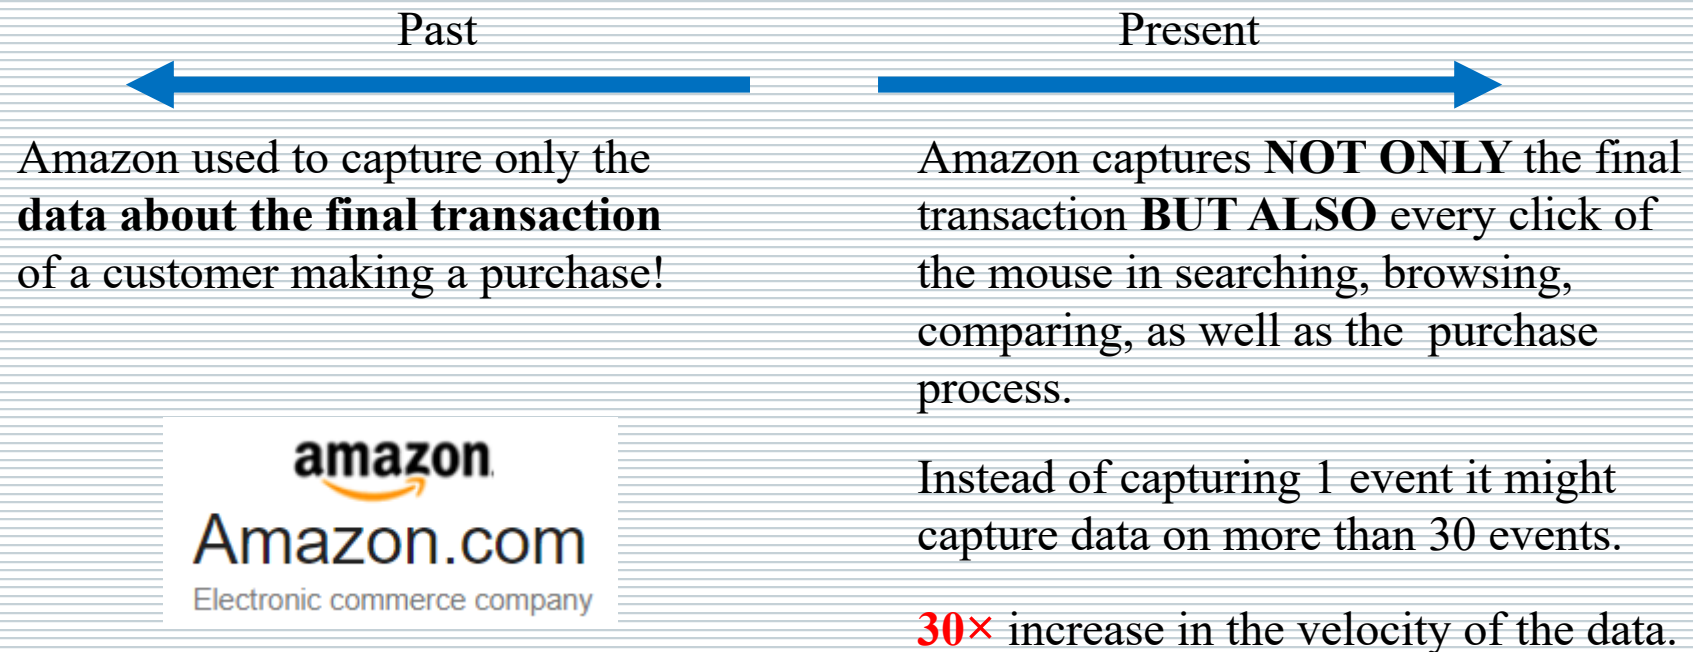 Past
Amazon used to capture only the
data about the final transaction
of a customer making a purchase!
amazon
Amazon.com
Electronic commerce company
Present
Amazon captures NOT ONLY the final
transaction BUT ALSO every click of
the mouse in searching, browsing,
comparing, as well as the purchase
process.
Instead of capturing 1 event it might
capture data on more than 30 events.
30× increase in the velocity of the data.